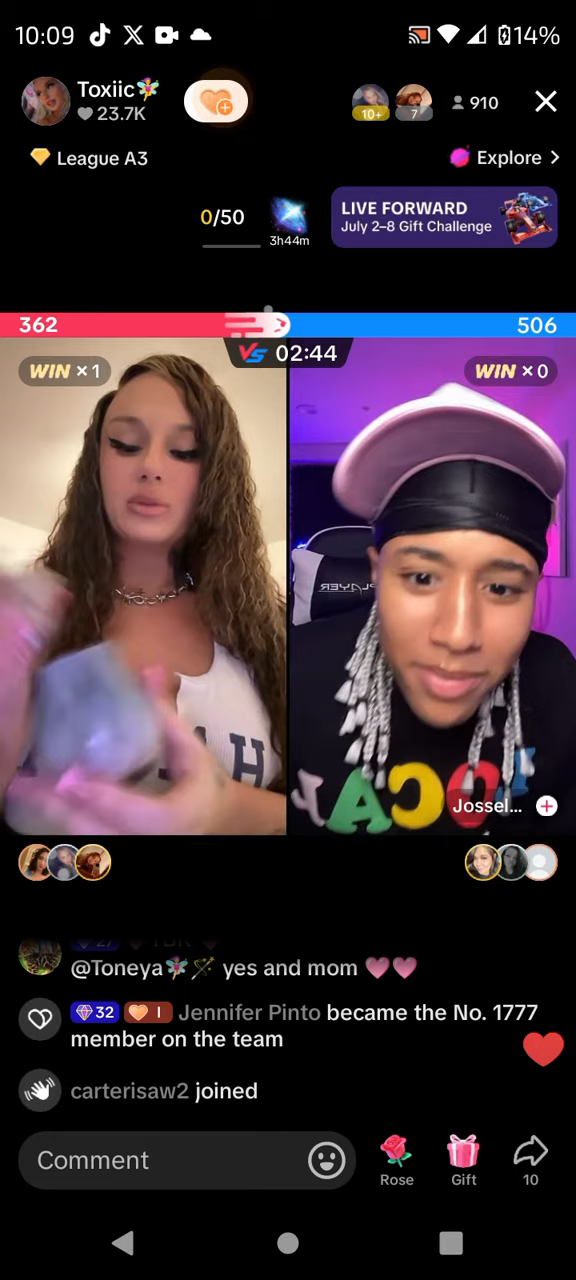 10:09
14%
Toxiic🧚
23.7K
10+
7
910
League A3
Explore >
0/50
3h44m
LIVE FORWARD
July 2–8 Gift Challenge
362
506
VS 02:44
WIN × 1
WIN × 0
Jossel...
@Toneya🧚🪄 yes and mom 💗💗
32 I Jennifer Pinto became the No. 1777
member on the team
carterisaw2 joined
Comment
Rose
Gift
10